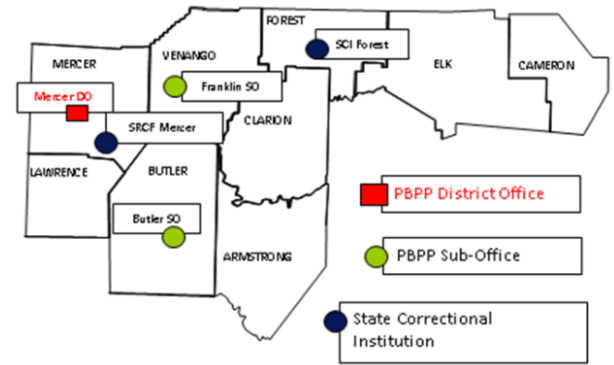 FOREST
SCI Forest
MERCER
VENANGO
ELK
CAMERON
Mercer DO
Franklin SO
SRCF Mercer
CLARION
LAWRENCE
BUTLER
PBPP District Office
Butler SO
ARMSTRONG
PBPP Sub-Office
State Correctional
Institution